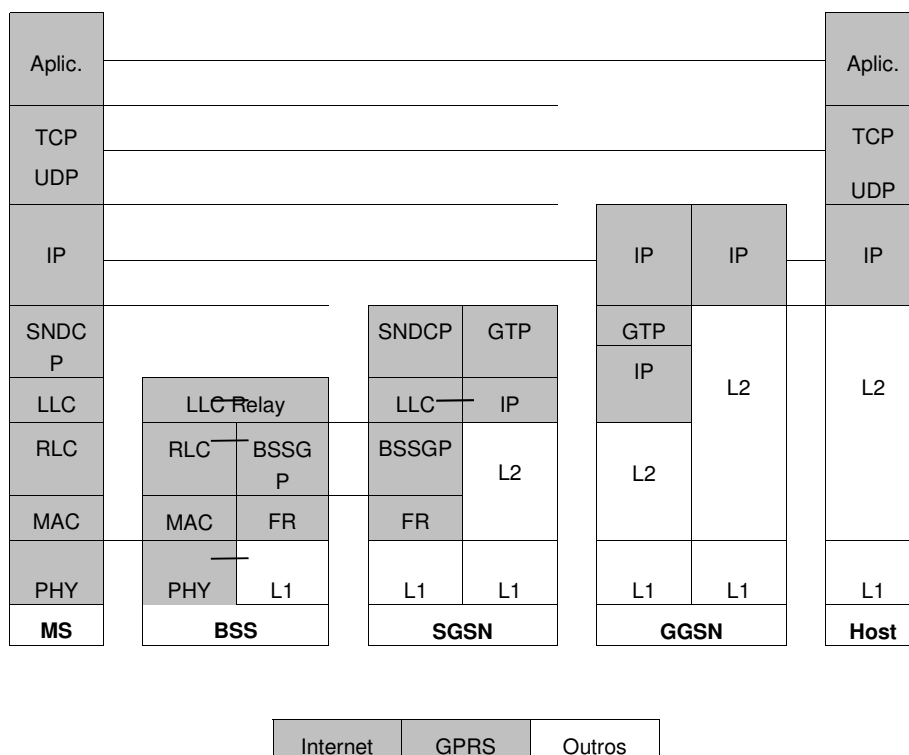 Aplic.
Aplic.
TCP
UDP
TCP
UDP
IP
IP
IP
IP
SNDC
P
SNDCP
GTP
GTP
IP
L2
L2
LLC
LLC Relay
LLC
IP
RLC
RLC
BSSG
P
BSSGP
L2
L2
MAC
MAC
FR
FR
PHY
PHY
L1
L1
L1
L1
L1
L1
MS
BSS
SGSN
GGSN
Host
Internet
GPRS
Outros